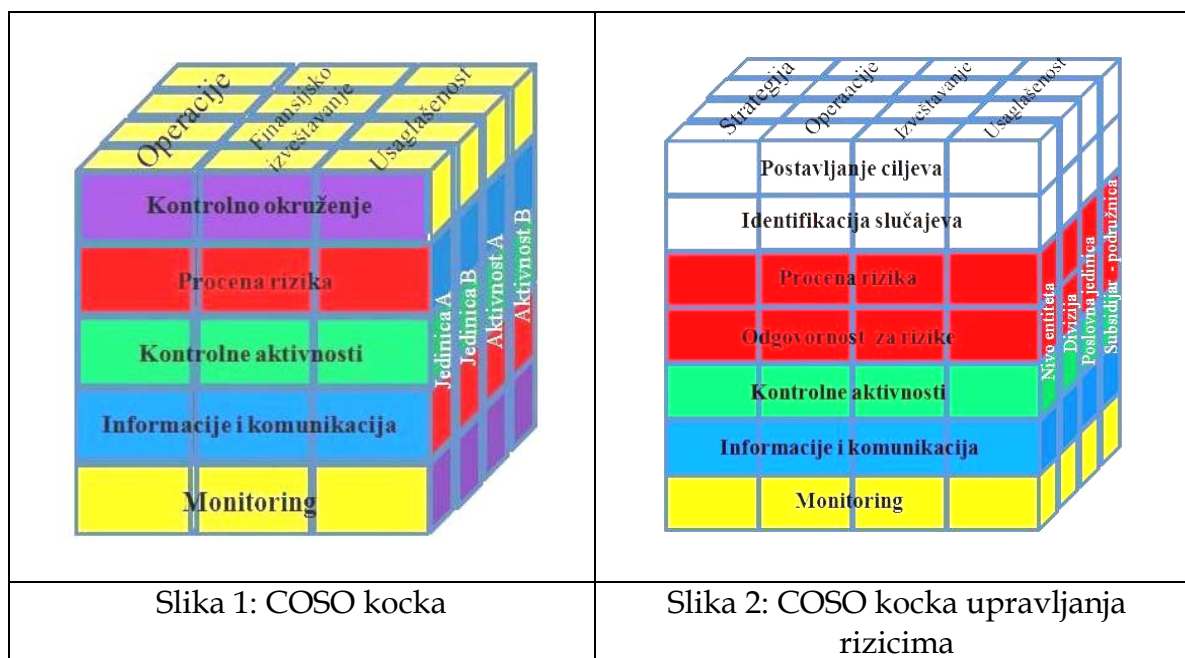 Operacije
Finansijsko
izveštavanje
Usaglašenost
Kontrolno okruženje
Procena rizika
Kontrolne aktivnosti
Informacije i komunikacija
Monitoring
Jedinica A
Jedinica B
Aktivnost A
Aktivnost B
Slika 1: COSO kocka
Strategija
Operaacije
Izveštavanje
Usaglašenost
Postavljanje ciljeva
Identifikacija slučajeva
Procena rizika
Odgovornost za rizike
Kontrolne aktivnosti
Informacije i komunikacija
Monitoring
Nivo entiteta
Divizija
Poslovna jedinica
Subsidijar - podružnica
Slika 2: COSO kocka upravljanja
rizicima